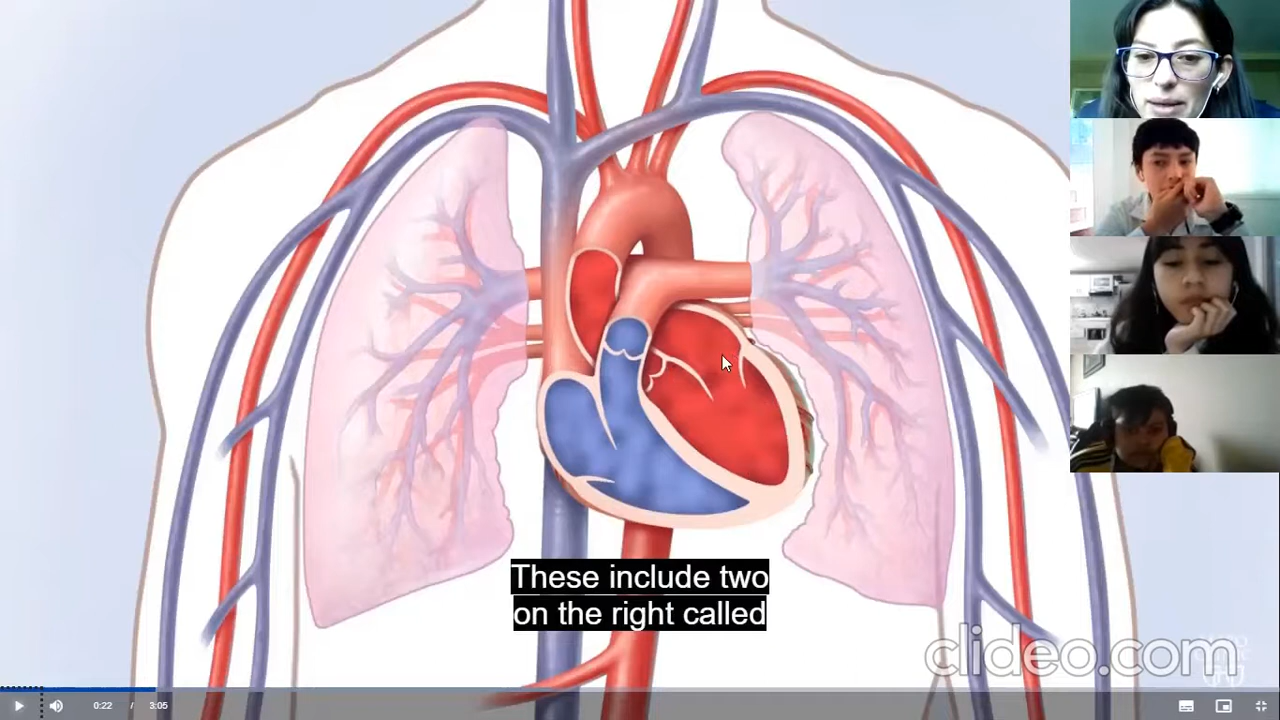 These include two
on the right called
clideo.com
0:22 / 3:05